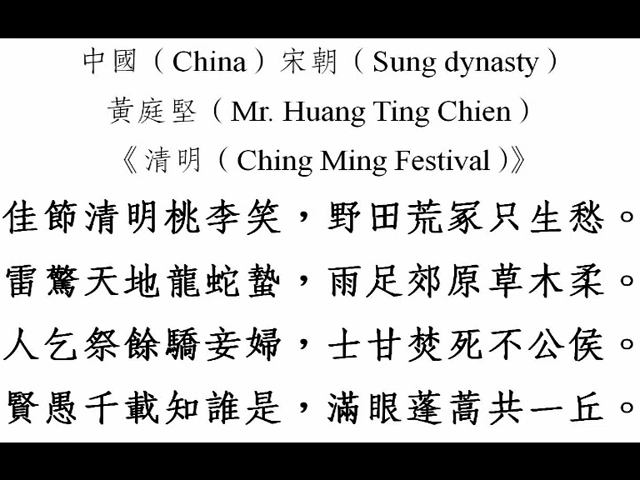 中國（China）宋朝（Sung dynasty）
黃庭堅（Mr. Huang Ting Chien）
《清明（Ching Ming Festival）》
佳節清明桃李笑，野田荒冢只生愁。
雷驚天地龍蛇蟄，雨足郊原草木柔。
人乞祭餘驕妾婦，士甘焚死不公侯。
賢愚千載知誰是，滿眼蓬蒿共一丘。